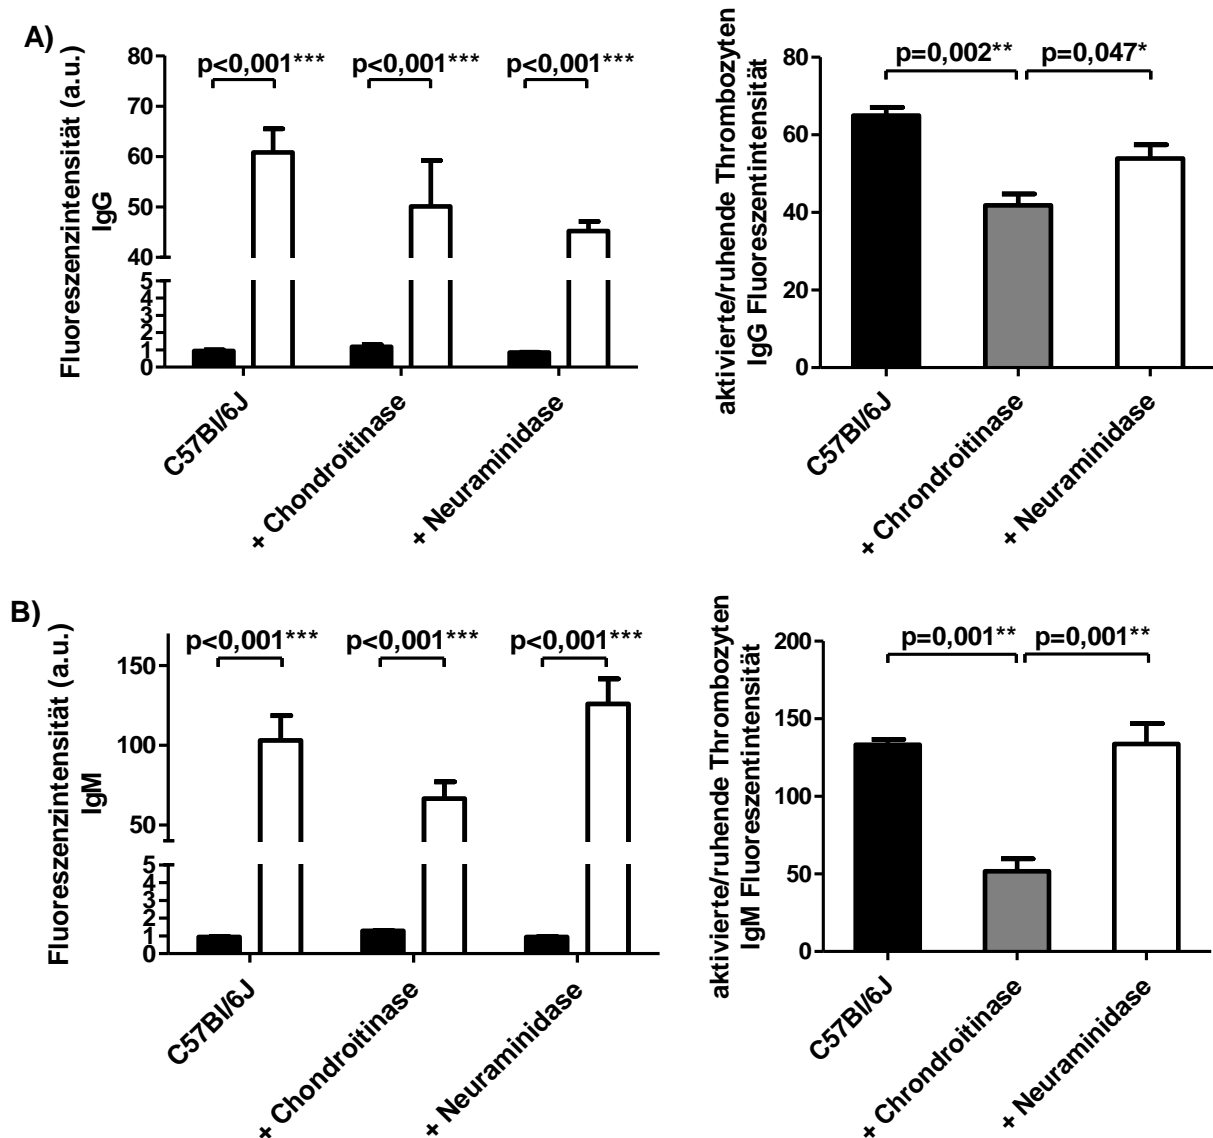 A)
Fluoreszenzintensität (a.u.)
IgG
80
70
60
50
40
5
4
3
2
1
0
p<0,001***
p<0,001***
p<0,001***
C57Bl/6J
+ Chondroitinase
+ Neuraminidase
aktivierte/ruhende Thrombozyten
IgG Fluoreszentintensität
80
60
40
20
0
p=0,002**
p=0,047*
C57Bl/6J
+ Chrondroitinase
+ Neuraminidase
B)
Fluoreszenzintensität (a.u.)
IgM
150
100
50
5
4
3
2
1
0
p<0,001***
p<0,001***
p<0,001***
C57Bl/6J
+ Chondroitinase
+ Neuraminidase
aktivierte/ruhende Thrombozyten
IgM Fluoreszentintensität
200
150
100
50
0
p=0,001**
p=0,001**
C57Bl/6J
+ Chrondroitinase
+ Neuraminidase